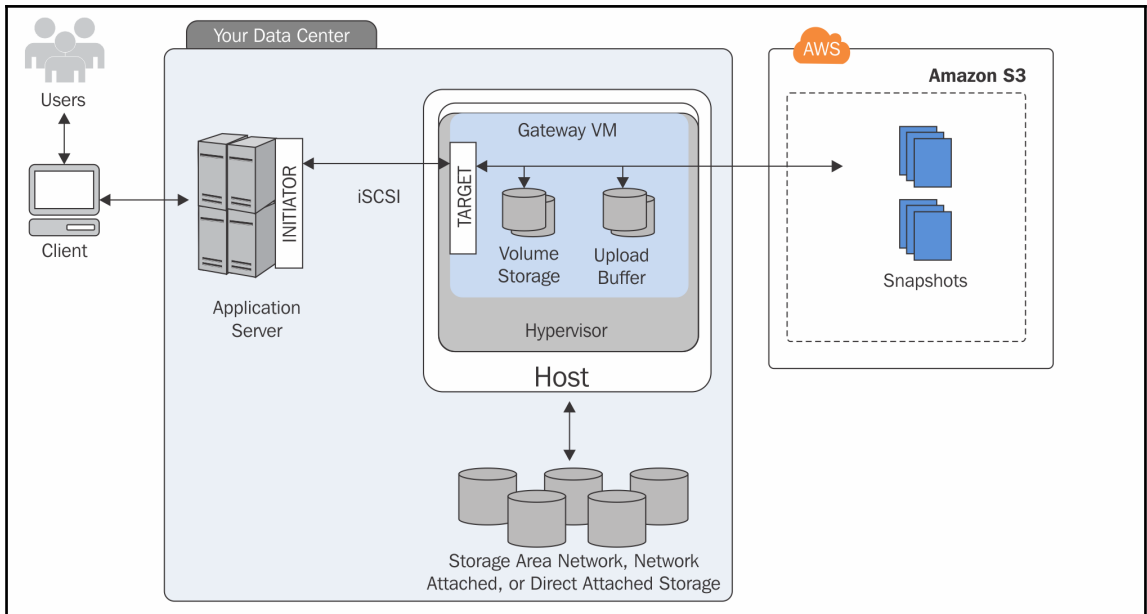 Your Data Center
AWS
Amazon S3
Users
Gateway VM
INITIATOR
TARGET
iSCSI
Client
Volume
Storage
Upload
Buffer
Snapshots
Application
Server
Hypervisor
Host
Storage Area Network, Network
Attached, or Direct Attached Storage